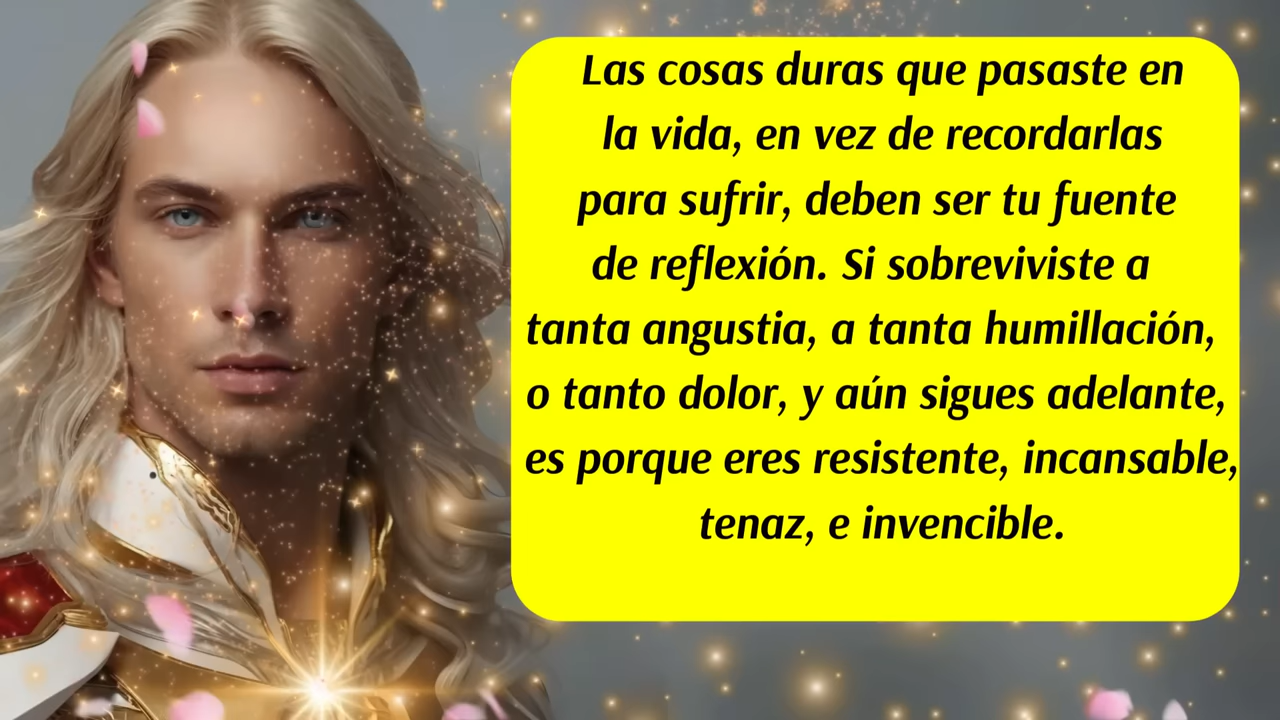 Las cosas duras que pasaste en
la vida, en vez de recordarlas
para sufrir, deben ser tu fuente
de reflexión. Si sobreviviste a
tanta angustia, a tanta humillación,
o tanto dolor, y aún sigues adelante,
es porque eres resistente, incansable,
tenaz, e invencible.